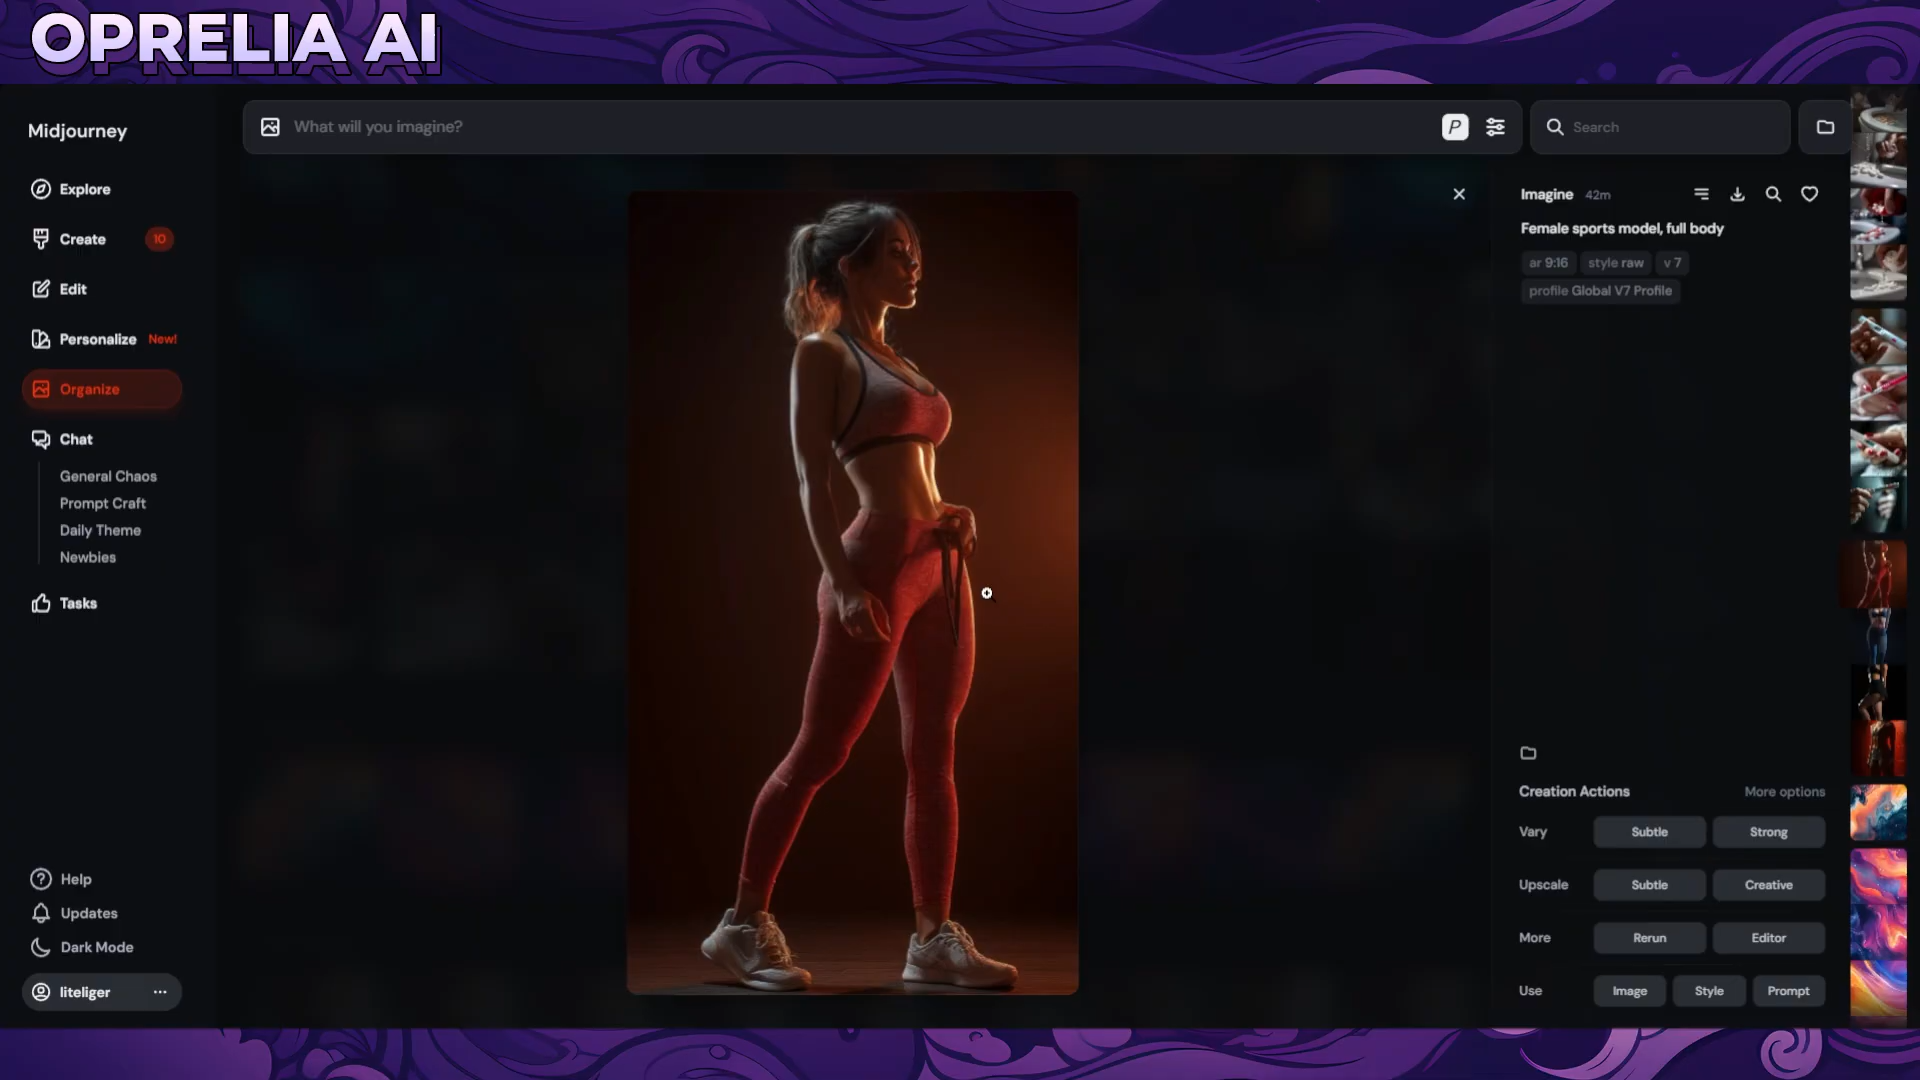 OPRELIA AI
Midjourney
What will you imagine?
P
Search
Explore
Create 10
Edit
Personalize New!
Organize
Chat
General Chaos
Prompt Craft
Daily Theme
Newbies
Tasks
Help
Updates
Dark Mode
liteliger ...
Imagine 42m
Female sports model, full body
ar 9:16 style raw v 7
profile Global V7 Profile
Creation Actions More options
Vary Subtle Strong
Upscale Subtle Creative
More Rerun Editor
Use Image Style Prompt